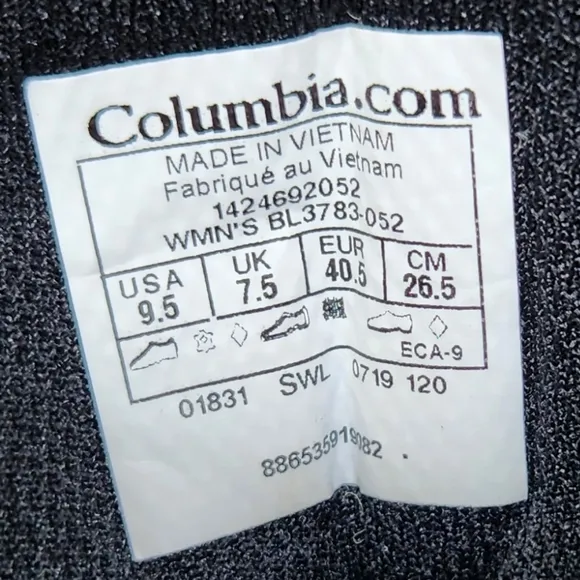 Columbia.com
MADE IN VIETNAM
Fabriqué au Vietnam
1424692052
WMN'S BL3783-052
USA UK EUR CM
9.5 7.5 40.5 26.5
ECA-9
01831 SWL 0719 120
886535919082 .